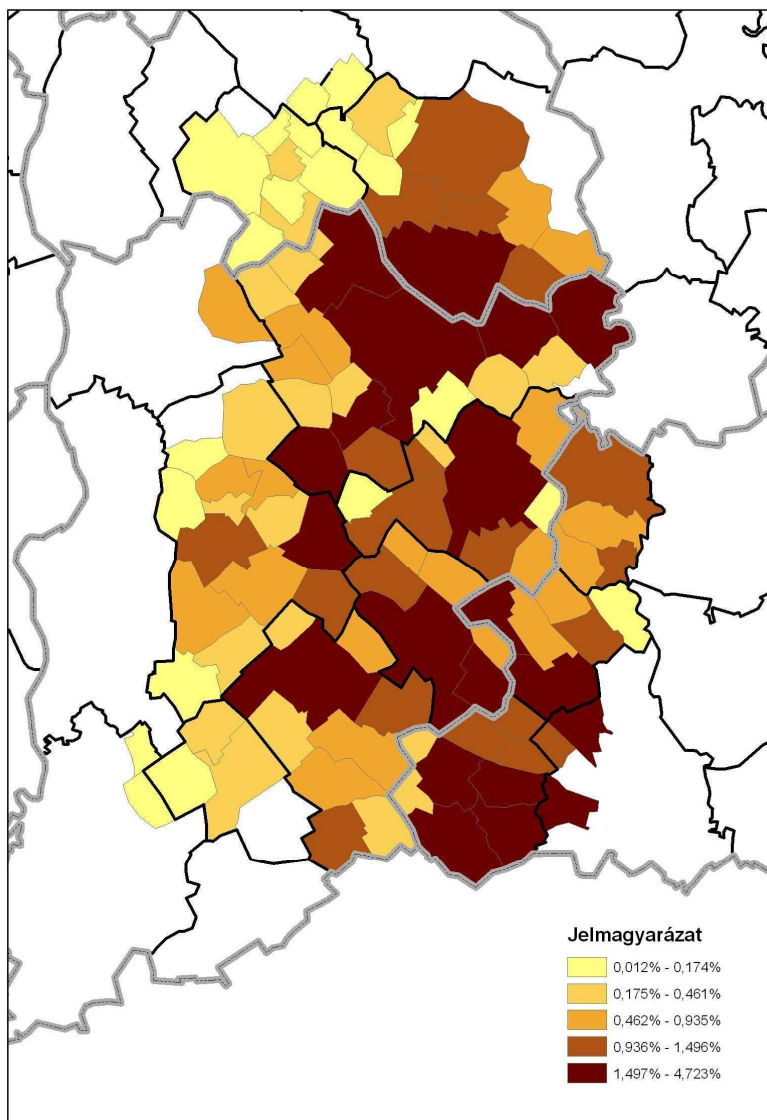 Jelmagyarázat
0,012% - 0,174%
0,175% - 0,461%
0,462% - 0,935%
0,936% - 1,496%
1,497% - 4,723%